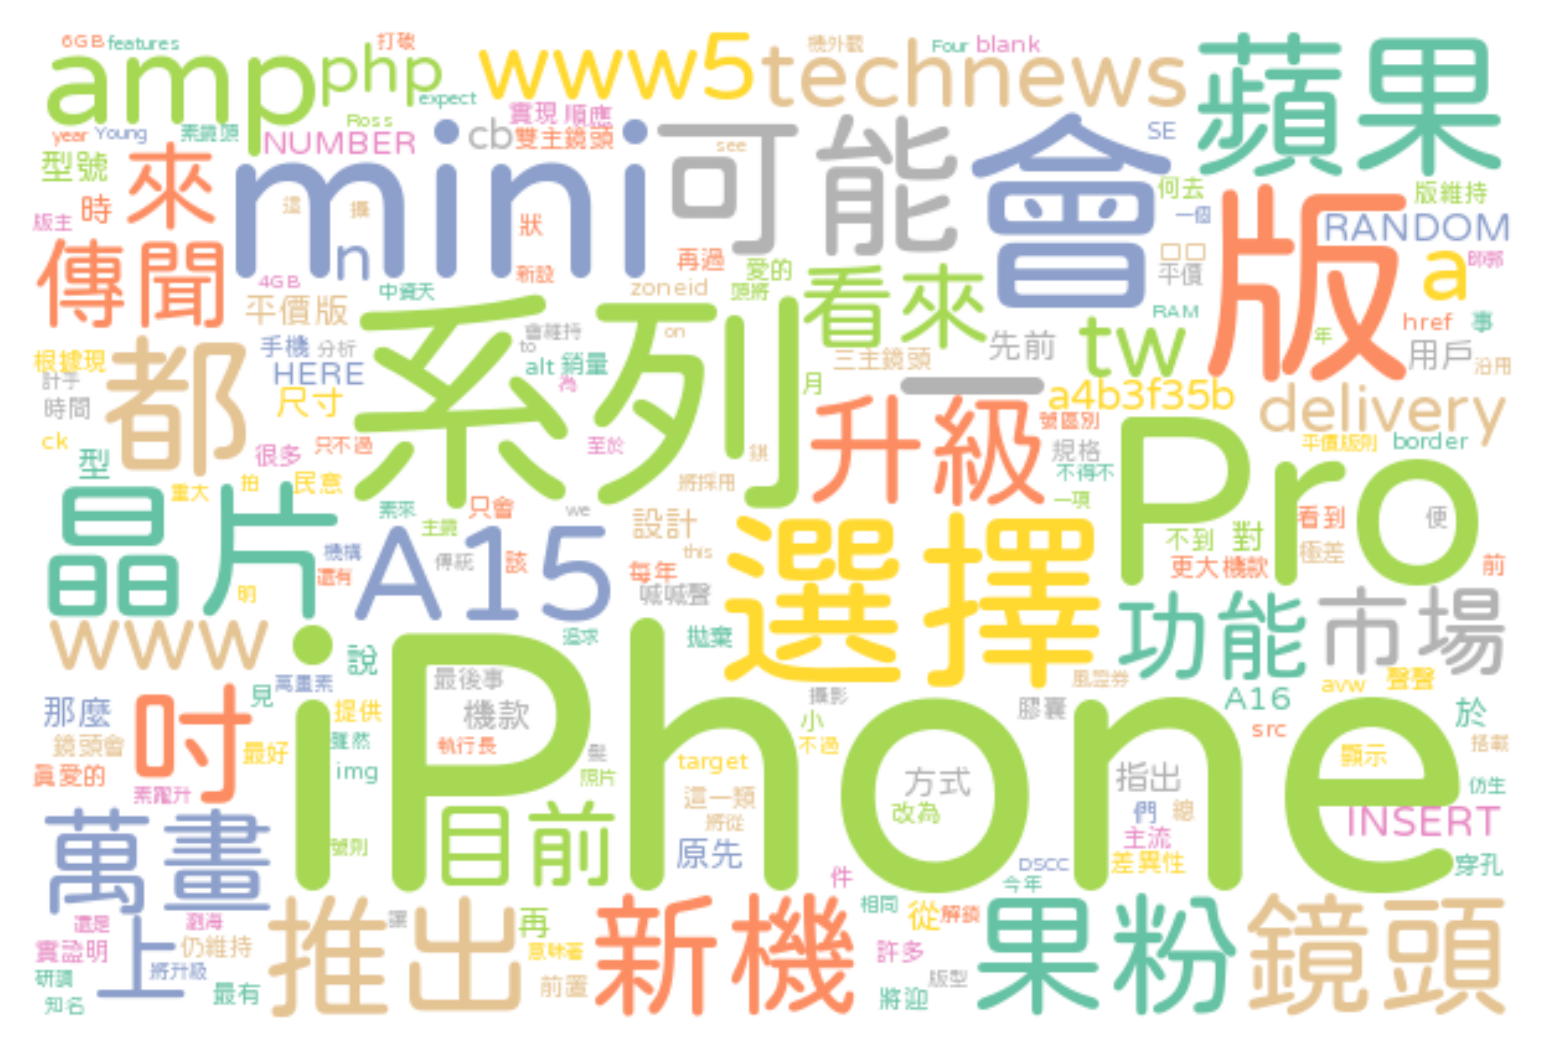 6GB features 打破 機外觀 Four blank
amp php www5 technews 蘋果
expect
year Young 素鏡頭 Ross NUMBER cb 實現 順應 雙主鏡頭 see SE
型號 來 mini 可能 會 何去 版維持
版主 時 這 攝 狀 一個 版 RANDOM
傳聞 n 再過 愛的 平價 a
4GB 中資天 新設 zoneid 頭將 看來
平價版 會維持 on RAM href 事
根據現 手機 分析 to 系列 三主鏡頭 先前 tw 年 用戶 沿用
計乎 都 HERE alt 銷量
時間 尺寸 為 月 一 a4b3f35b delivery
ck 很多 只不過 至於 錤 升級 號區別 規格 平價版則 border
型 重大 拍 民意 將採用 不得不 一項 Pro
晶片 素來 只會 we 設計 選擇 不到 對 看到 便
主鏡 機構 A15 傳統 該 this 極差
還有 明 每年 喊喊聲 更大機款 前
www 追求 拋棄 功能 市場
說 iPhone 最後事 攝影 風證券 avw 聲聲
那麼 吋 見 萬畫素 提供 機款 小 膠囊 A16 於
鏡頭會 最好 雖然 執行長 不過 src 搭載
真愛的 img 照片 target 方式 指出 顯示 仿生
素躍升 這一類 改為 們 總 INSERT
萬畫 號則 目前 將從 原先 主流 差異性 穿孔
件 DSCC 今年
還是 瀏海 推出 讓 再 新機 相同 從 解鎖 果粉 鏡頭
上 仍維持 意味著 許多
研調 將升級 前置 版型
知名 最有 將迎